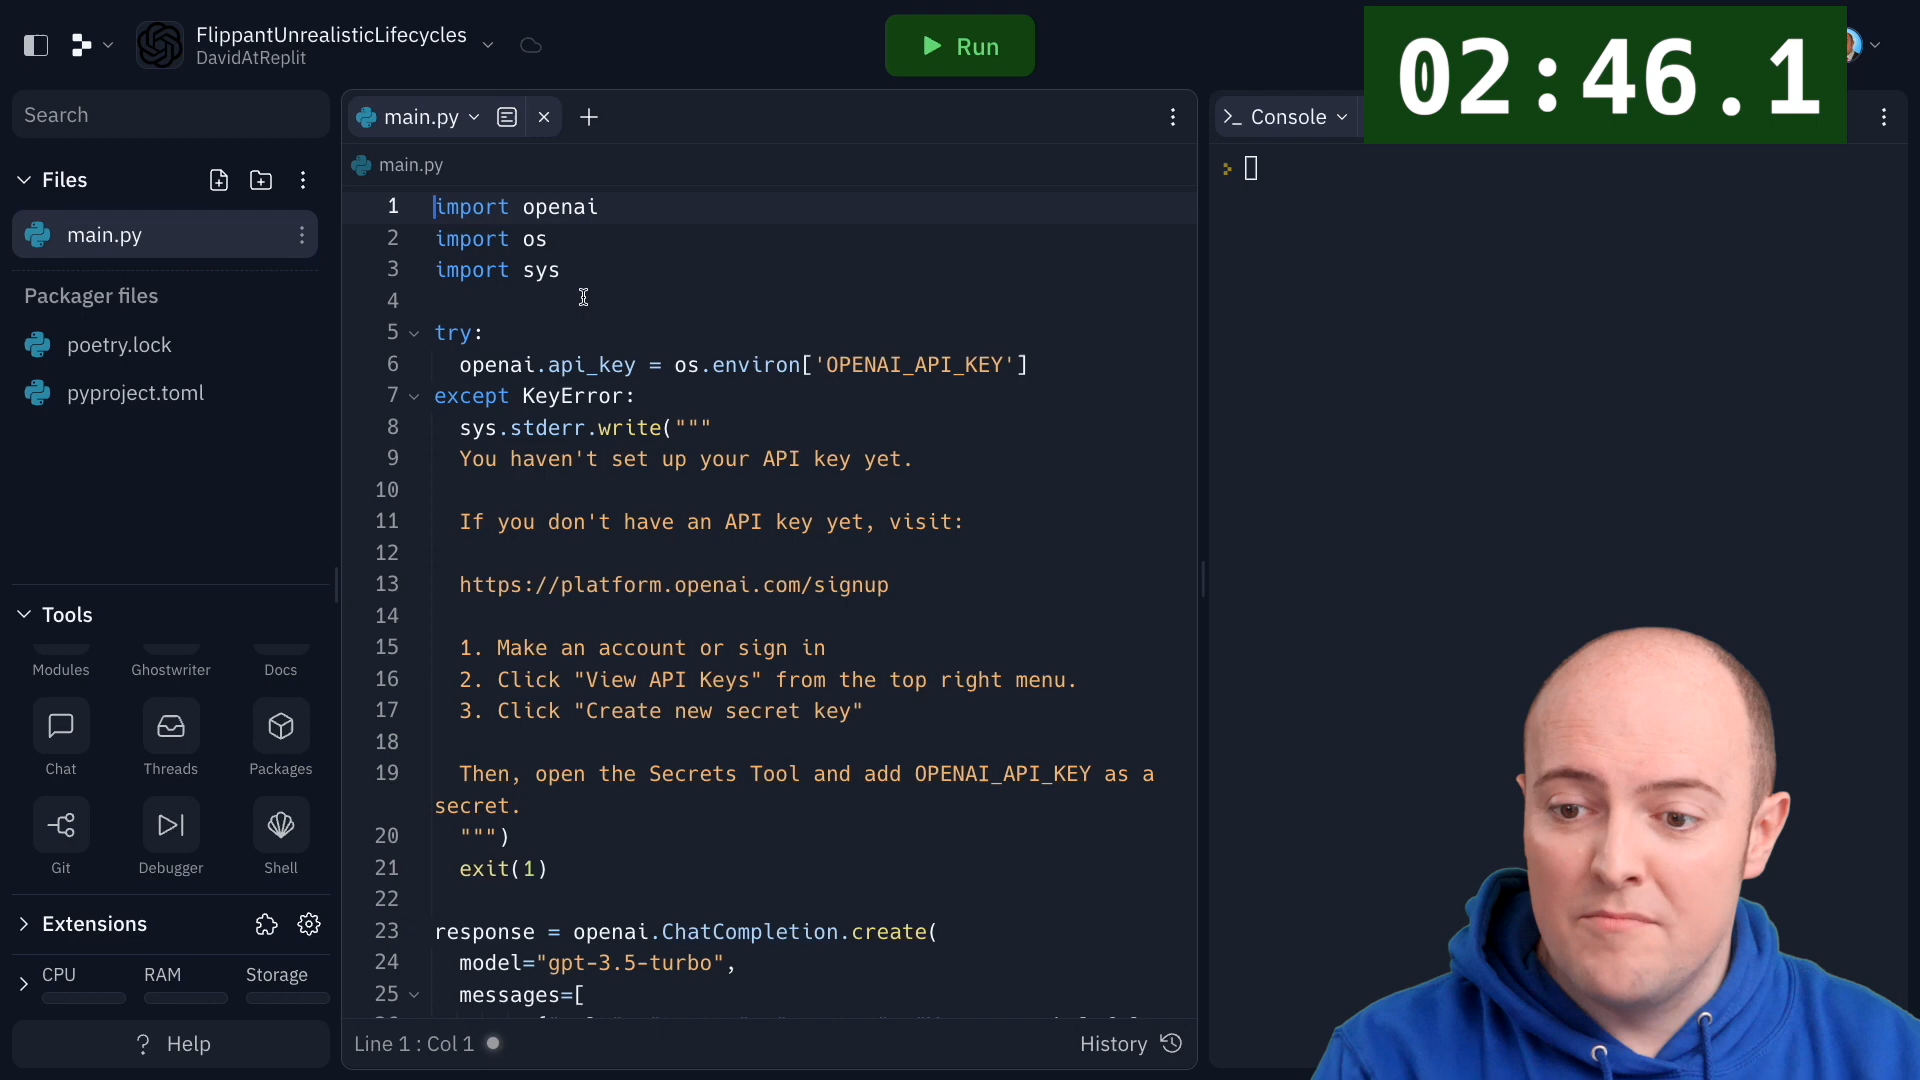 FlippantUnrealisticLifecycles
DavidAtReplit
Run
02:46.1
Search
Files
main.py
Packager files
poetry.lock
pyproject.toml
Tools
Modules Ghostwriter Docs
Chat Threads Packages
Git Debugger Shell
Extensions
CPU RAM Storage
? Help
main.py
main.py
1 import openai
2 import os
3 import sys
4
5 try:
6 openai.api_key = os.environ['OPENAI_API_KEY']
7 except KeyError:
8 sys.stderr.write("""
9 You haven't set up your API key yet.
10
11 If you don't have an API key yet, visit:
12
13 https://platform.openai.com/signup
14
15 1. Make an account or sign in
16 2. Click "View API Keys" from the top right menu.
17 3. Click "Create new secret key"
18
19 Then, open the Secrets Tool and add OPENAI_API_KEY as a
secret.
20 """)
21 exit(1)
22
23 response = openai.ChatCompletion.create(
24 model="gpt-3.5-turbo",
25 messages=[
Line 1 : Col 1
History
>_ Console